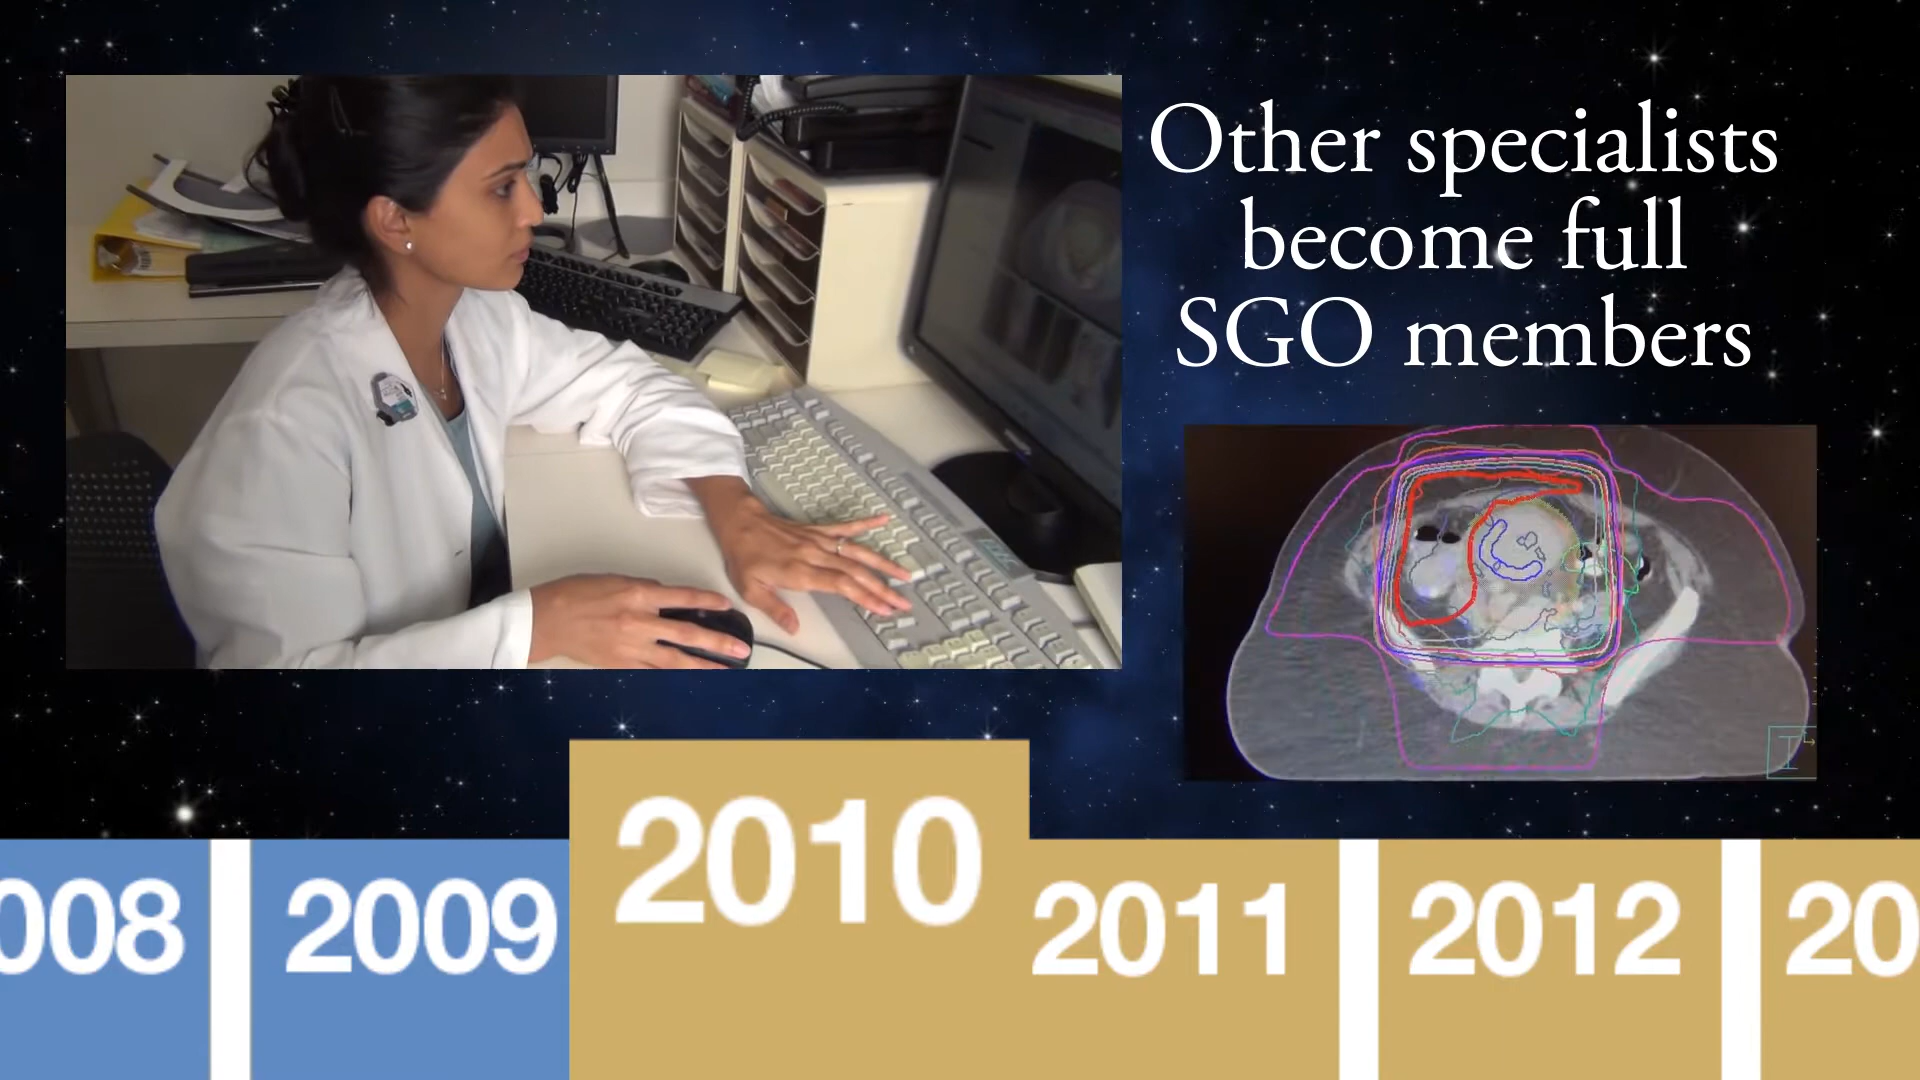 Other specialists
become full
SGO members
2010
008 2009 2011 2012 20